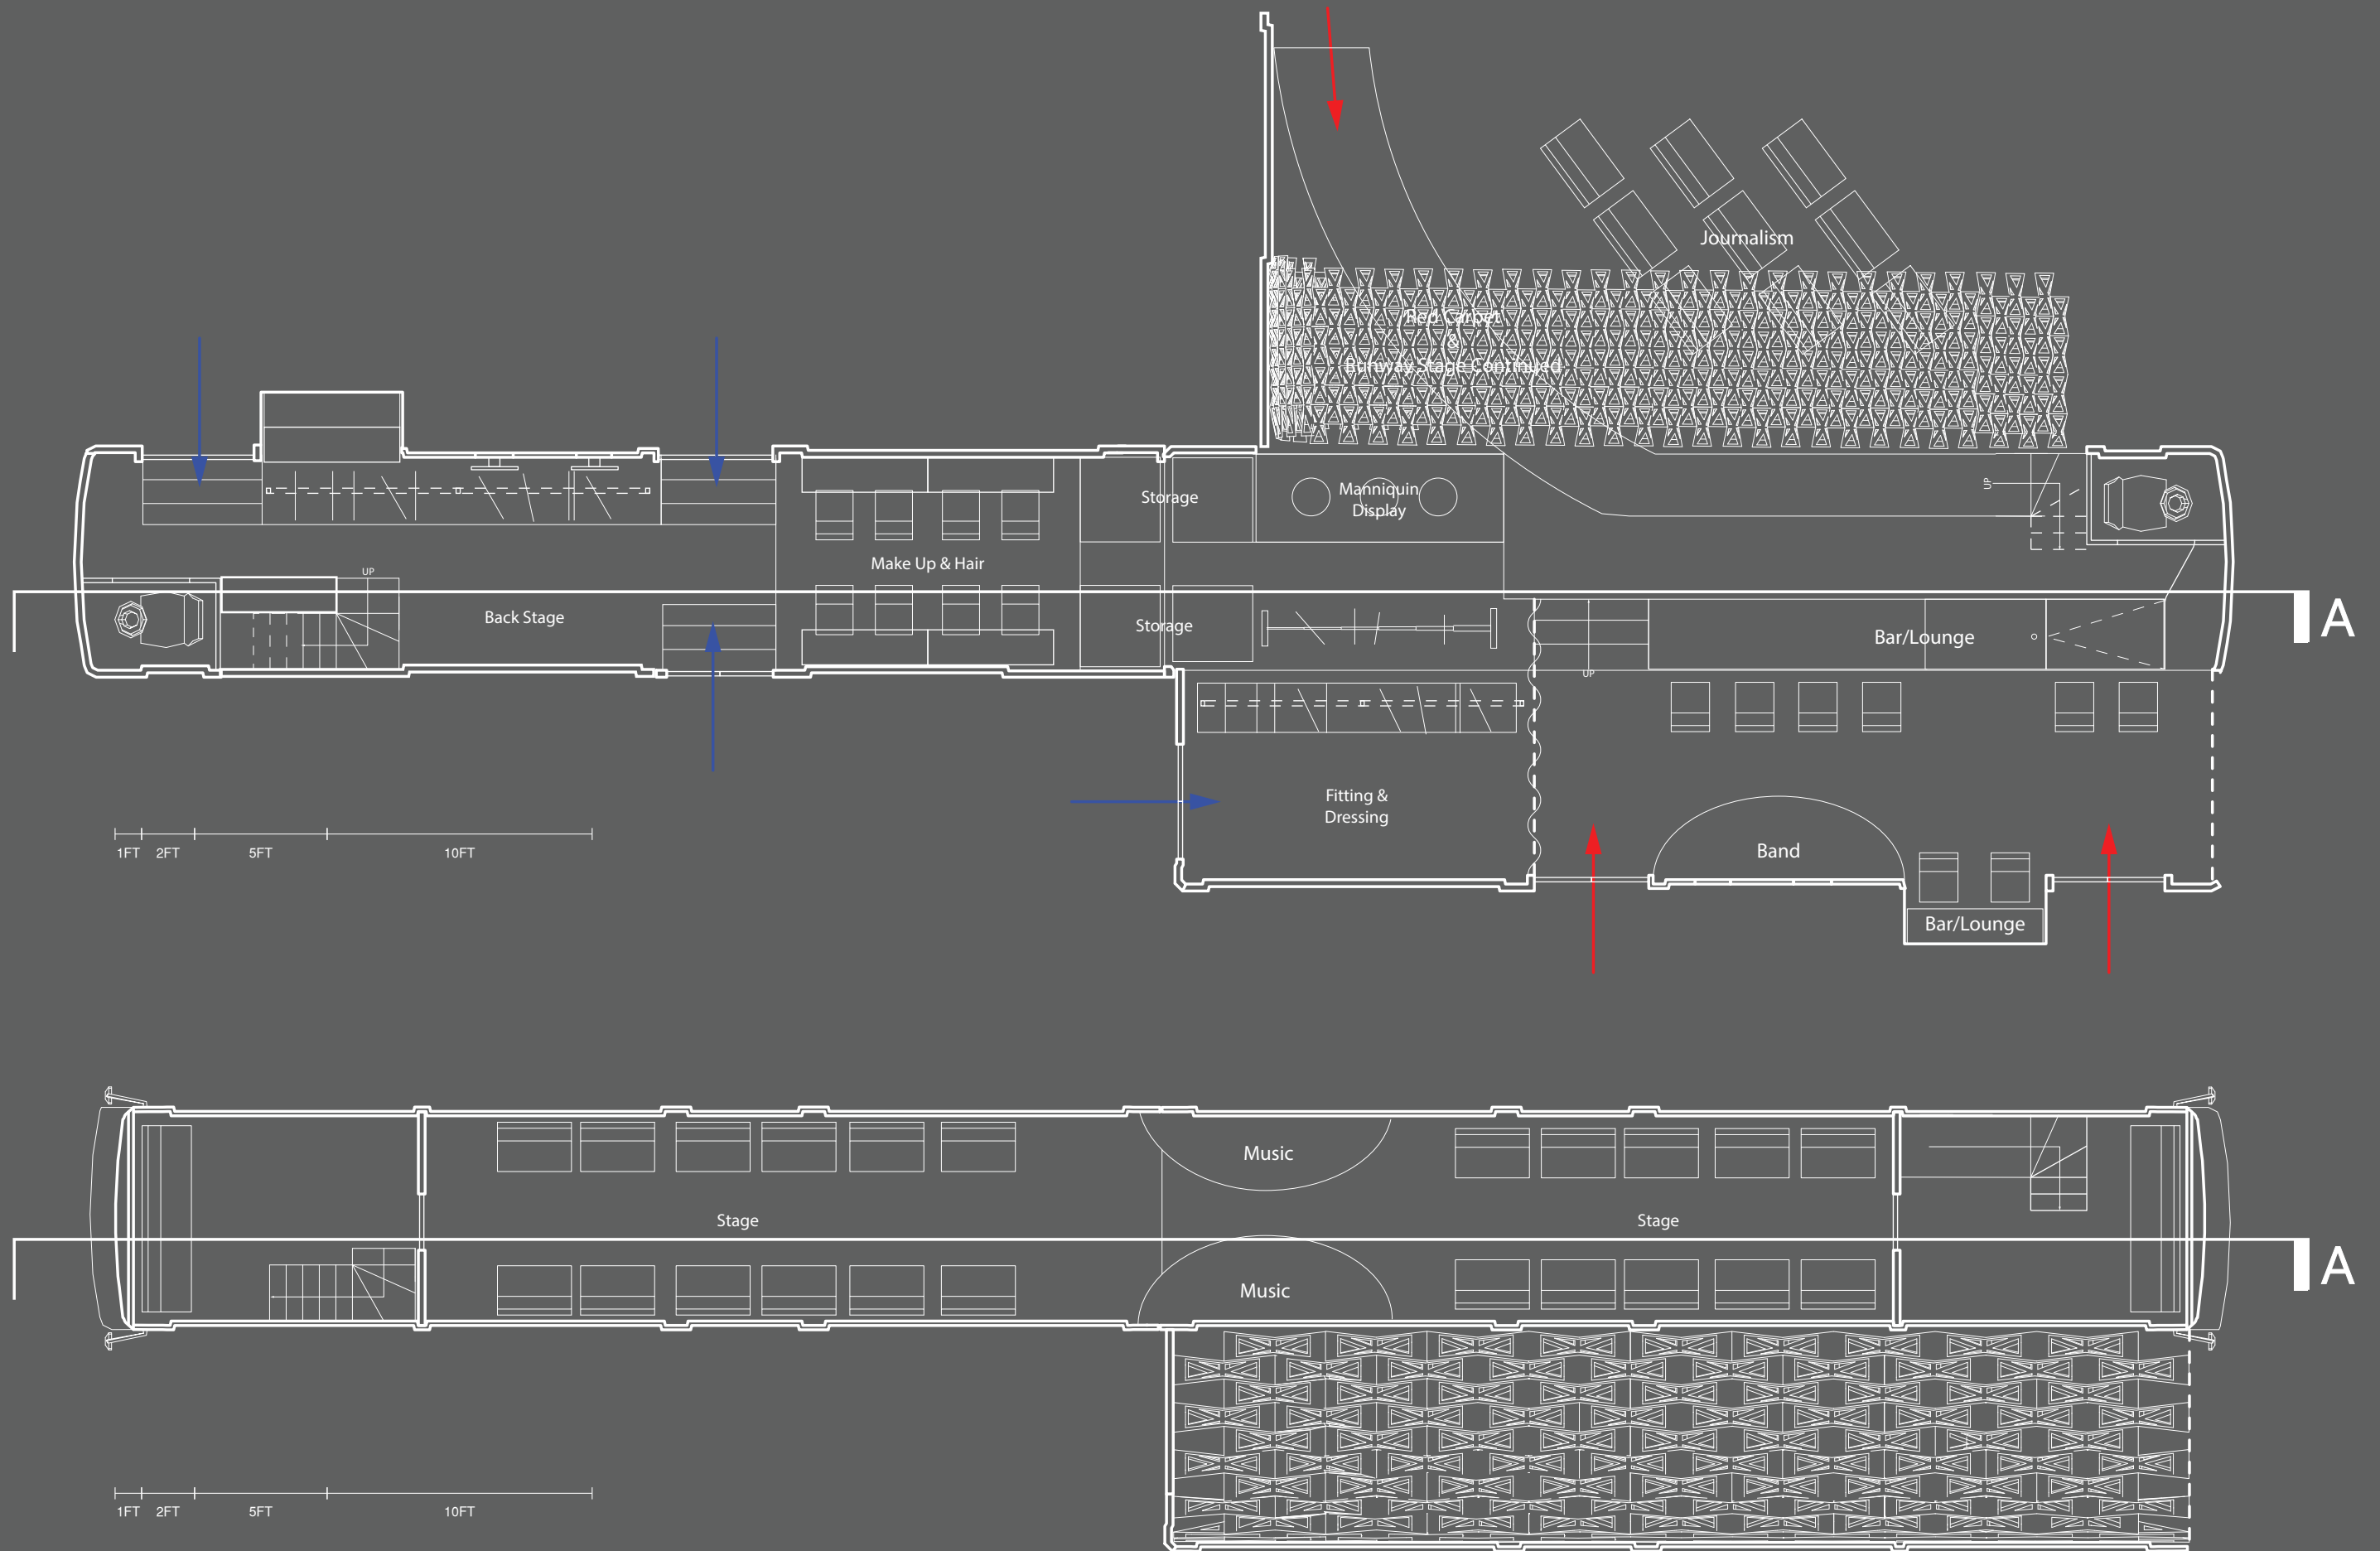 Journalism
Red Carpet
&
Runway Stage Continued
UP
Storage
Manniquin
Display
Make Up & Hair
UP
Back Stage
Storage
Bar/Lounge
A
UP
Fitting &
Dressing
Band
Bar/Lounge
1FT 2FT 5FT 10FT
Music
Stage
Stage
A
Music
1FT 2FT 5FT 10FT